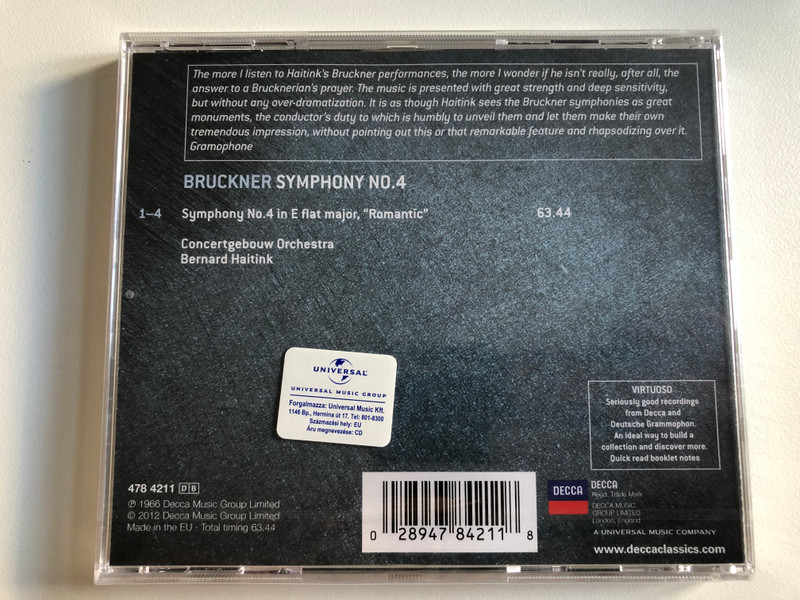 The more I listen to Haitink's Bruckner performances, the more I wonder if he isn't really, after all, the
answer to a Brucknerian's prayer. The music is presented with great strength and deep sensitivity,
but without any over-dramatization. It is as though Haitink sees the Bruckner symphonies as great
monuments, the conductor's duty to which is humbly to unveil them and let them make their own
tremendous impression, without pointing out this or that remarkable feature and rhapsodizing over it.
Gramophone
BRUCKNER SYMPHONY NO.4
1–4 Symphony No.4 in E flat major, "Romantic" 63.44
Concertgebouw Orchestra
Bernard Haitink
UNIVERSAL
UNIVERSAL MUSIC GROUP
Forgalmazza: Universal Music Kft.
1146 Bp., Hermina út 17. Tel: 801-8300
Származási hely: EU
Áru megnevezése: CD
VIRTUOSO
Seriously good recordings
from Decca and
Deutsche Grammophon.
An ideal way to build a
collection and discover more.
Quick read booklet notes
478 4211 DB
℗ 1966 Decca Music Group Limited
© 2012 Decca Music Group Limited
Made in the EU · Total timing 63.44
0 28947 84211 8
DECCA
DECCA
Regd. Trade Mark
DECCA MUSIC
GROUP LIMITED
London, England
A UNIVERSAL MUSIC COMPANY
www.deccaclassics.com